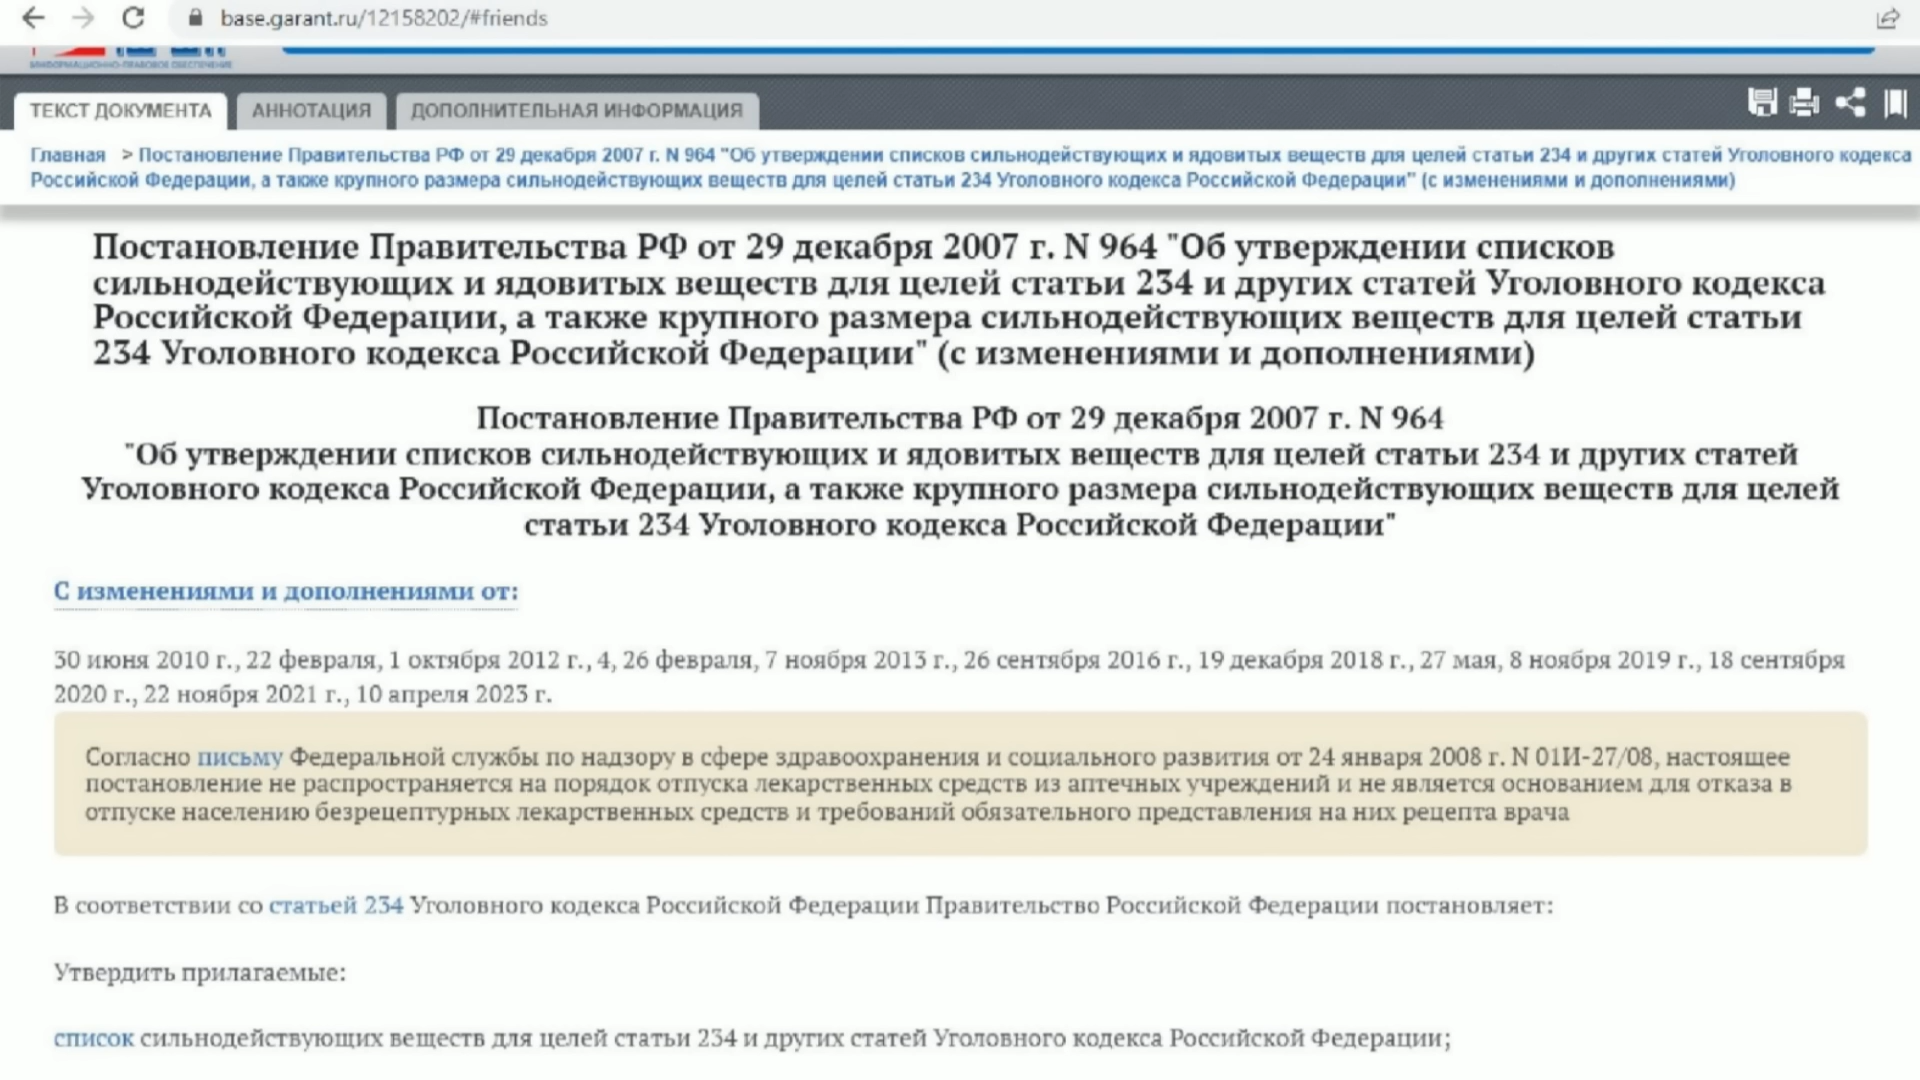 base.garant.ru/12158202/#friends
ИНФОРМАЦИОННО-ПРАВОВОЕ ОБЕСПЕЧЕНИЕ
ТЕКСТ ДОКУМЕНТА АННОТАЦИЯ ДОПОЛНИТЕЛЬНАЯ ИНФОРМАЦИЯ
Главная > Постановление Правительства РФ от 29 декабря 2007 г. N 964 "Об утверждении списков сильнодействующих и ядовитых веществ для целей статьи 234 и других статей Уголовного кодекса
Российской Федерации, а также крупного размера сильнодействующих веществ для целей статьи 234 Уголовного кодекса Российской Федерации" (с изменениями и дополнениями)
Постановление Правительства РФ от 29 декабря 2007 г. N 964 "Об утверждении списков
сильнодействующих и ядовитых веществ для целей статьи 234 и других статей Уголовного кодекса
Российской Федерации, а также крупного размера сильнодействующих веществ для целей статьи
234 Уголовного кодекса Российской Федерации" (с изменениями и дополнениями)
Постановление Правительства РФ от 29 декабря 2007 г. N 964
"Об утверждении списков сильнодействующих и ядовитых веществ для целей статьи 234 и других статей
Уголовного кодекса Российской Федерации, а также крупного размера сильнодействующих веществ для целей
статьи 234 Уголовного кодекса Российской Федерации"
С изменениями и дополнениями от:
30 июня 2010 г., 22 февраля, 1 октября 2012 г., 4, 26 февраля, 7 ноября 2013 г., 26 сентября 2016 г., 19 декабря 2018 г., 27 мая, 8 ноября 2019 г., 18 сентября
2020 г., 22 ноября 2021 г., 10 апреля 2023 г.
Согласно письму Федеральной службы по надзору в сфере здравоохранения и социального развития от 24 января 2008 г. N 01И-27/08, настоящее
постановление не распространяется на порядок отпуска лекарственных средств из аптечных учреждений и не является основанием для отказа в
отпуске населению безрецептурных лекарственных средств и требований обязательного представления на них рецепта врача
В соответствии со статьей 234 Уголовного кодекса Российской Федерации Правительство Российской Федерации постановляет:
Утвердить прилагаемые:
список сильнодействующих веществ для целей статьи 234 и других статей Уголовного кодекса Российской Федерации;